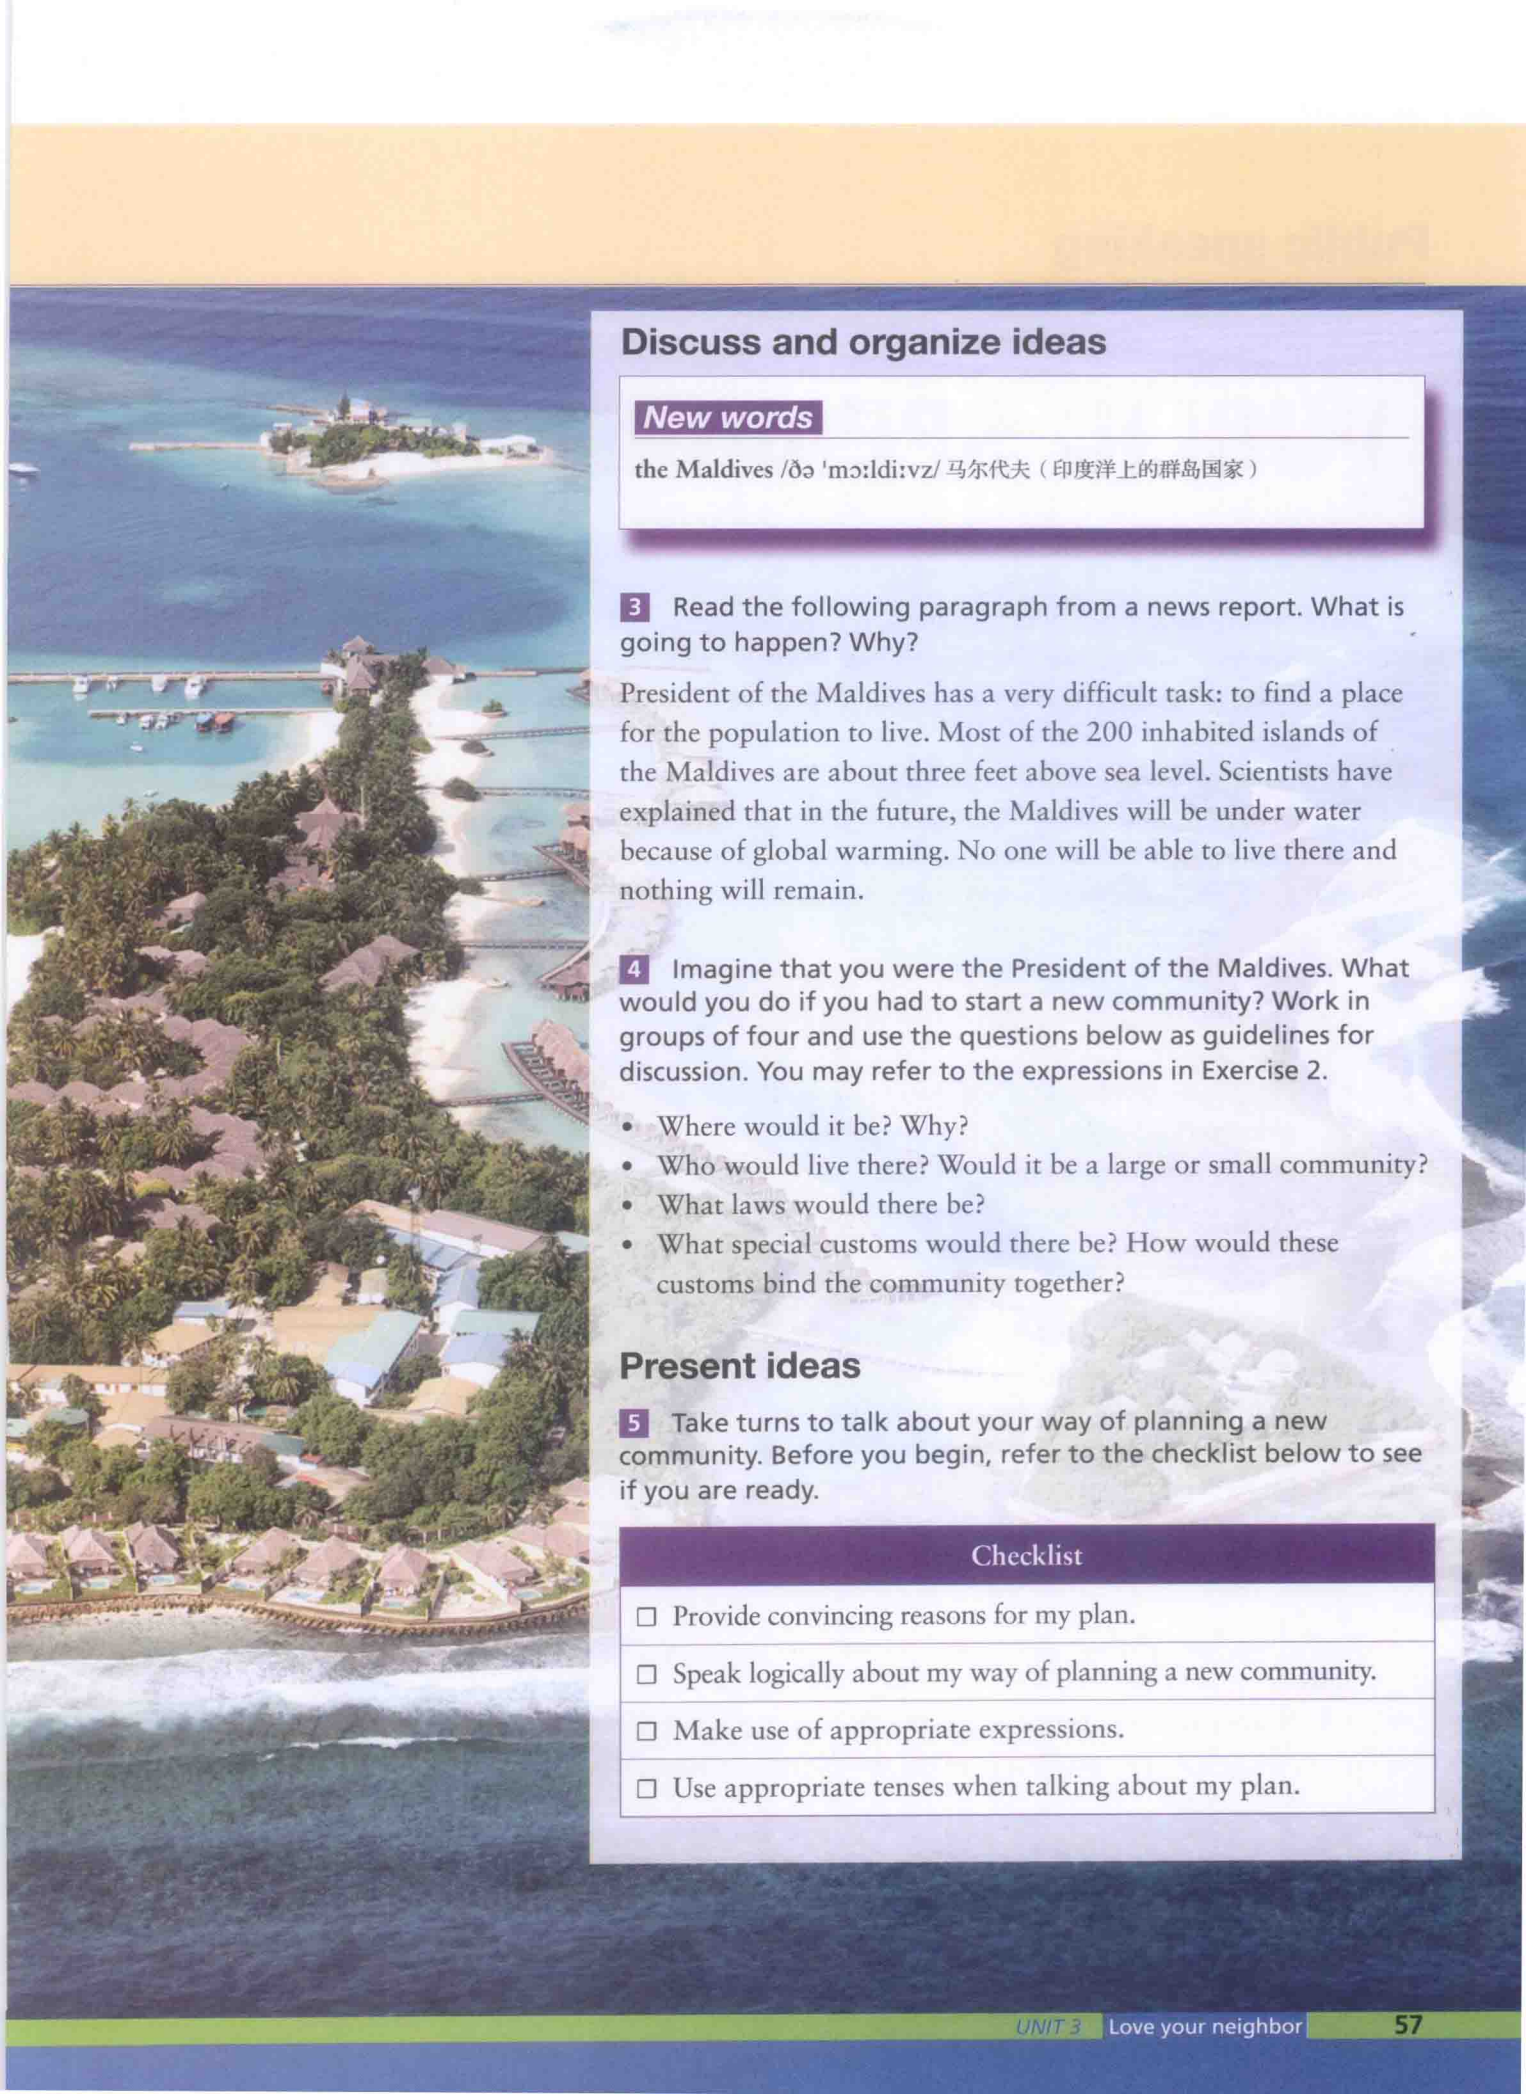 Discuss and organize ideas
New words
the Maldives /ðə 'mɔːldiːvz/ 马尔代夫（印度洋上的群岛国家）
3 Read the following paragraph from a news report. What is
going to happen? Why?
President of the Maldives has a very difficult task: to find a place
for the population to live. Most of the 200 inhabited islands of
the Maldives are about three feet above sea level. Scientists have
explained that in the future, the Maldives will be under water
because of global warming. No one will be able to live there and
nothing will remain.
4 Imagine that you were the President of the Maldives. What
would you do if you had to start a new community? Work in
groups of four and use the questions below as guidelines for
discussion. You may refer to the expressions in Exercise 2.
• Where would it be? Why?
• Who would live there? Would it be a large or small community?
• What laws would there be?
• What special customs would there be? How would these
customs bind the community together?
Present ideas
5 Take turns to talk about your way of planning a new
community. Before you begin, refer to the checklist below to see
if you are ready.
Checklist
□ Provide convincing reasons for my plan.
□ Speak logically about my way of planning a new community.
□ Make use of appropriate expressions.
□ Use appropriate tenses when talking about my plan.
UNIT 3 Love your neighbor 57